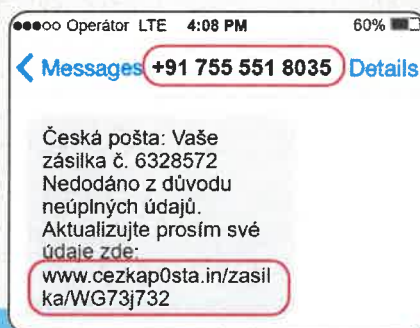 Operátor LTE 4:08 PM 60%
Messages +91 755 551 8035 Details
Česká pošta: Vaše
zásilka č. 6328572
Nedodáno z důvodu
neúplných údajů.
Aktualizujte prosím své
údaje zde:
www.cezkap0sta.in/zasil
ka/WG73j732